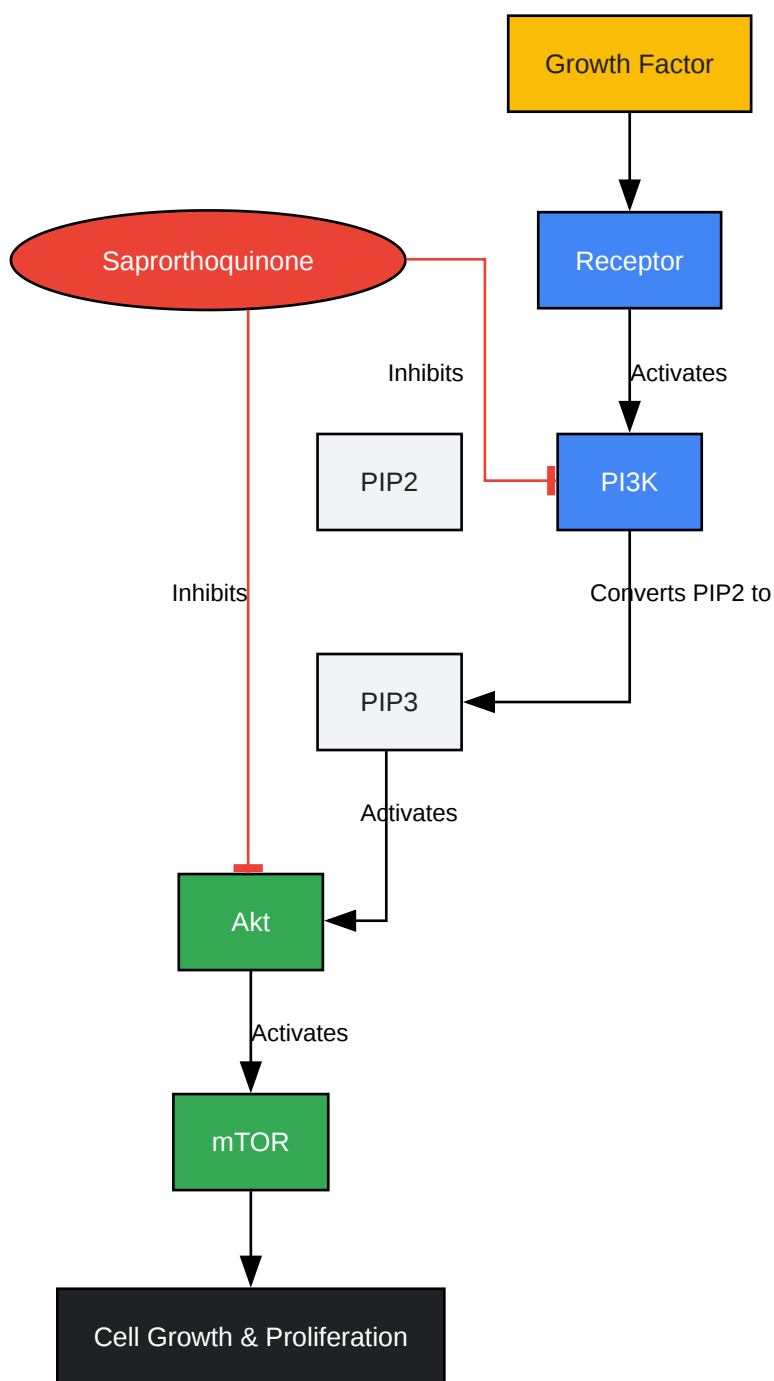 Growth Factor
Saprorthoquinone
Receptor
Inhibits
Activates
PIP2
PI3K
Inhibits
Converts PIP2 to
PIP3
Activates
Akt
Activates
mTOR
Cell Growth & Proliferation